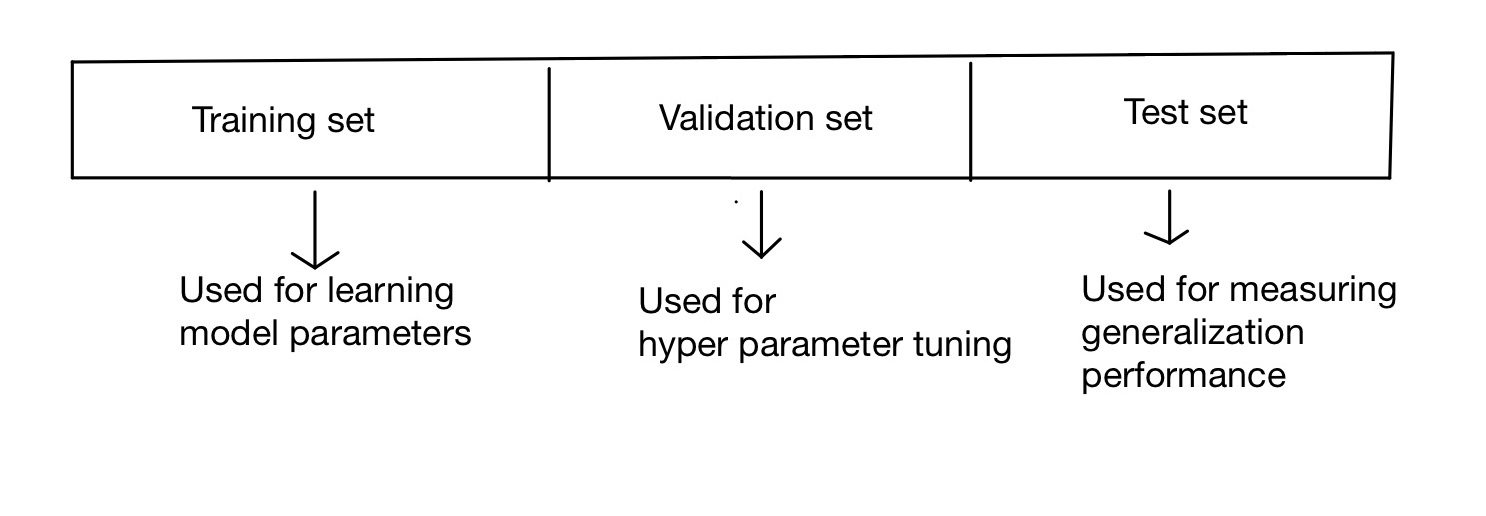 Training set
Validation set
Test set
Used for learning
model parameters
Used for
hyper parameter tuning
Used for measuring
generalization
performance